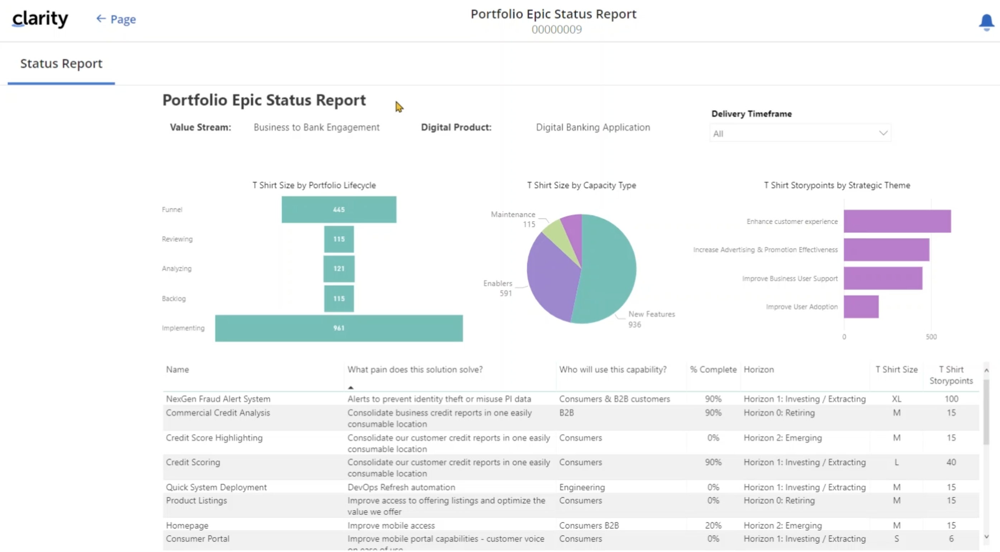 clarity
← Page
Portfolio Epic Status Report
00000009
Status Report
Portfolio Epic Status Report
Value Stream: Business to Bank Engagement Digital Product: Digital Banking Application
Delivery Timeframe
All
T Shirt Size by Portfolio Lifecycle
Funnel 445
Reviewing 115
Analyzing 121
Backlog 115
Implementing 961
T Shirt Size by Capacity Type
Maintenance
115
Enablers
591
New Features
936
T Shirt Storypoints by Strategic Theme
Enhance customer experience
Increase Advertising & Promotion Effectiveness
Improve Business User Support
Improve User Adoption
0 500
Name What pain does this solution solve? Who will use this capability? % Complete Horizon T Shirt Size T Shirt
Storypoints
NexGen Fraud Alert System Alerts to prevent identity theft or misuse PI data Consumers & B2B customers 90% Horizon 1: Investing / Extracting XL 100
Commercial Credit Analysis Consolidate business credit reports in one easily B2B 90% Horizon 0: Retiring M 15
consumable location
Credit Score Highlighting Consolidate our customer credit reports in one easily Consumers 0% Horizon 2: Emerging M 15
consumable location
Credit Scoring Consolidate our customer credit reports in one easily Consumers 90% Horizon 1: Investing / Extracting L 40
consumable location
Quick System Deployment DevOps Refresh automation Engineering 0% Horizon 1: Investing / Extracting M 15
Product Listings Improve access to offering listings and optimize the Consumers 0% Horizon 0: Retiring M 15
value we offer
Homepage Improve mobile access Consumers B2B 20% Horizon 2: Emerging M 15
Consumer Portal Improve mobile portal capabilities - customer voice Consumers 0% Horizon 1: Investing / Extracting S 6
on ease of use